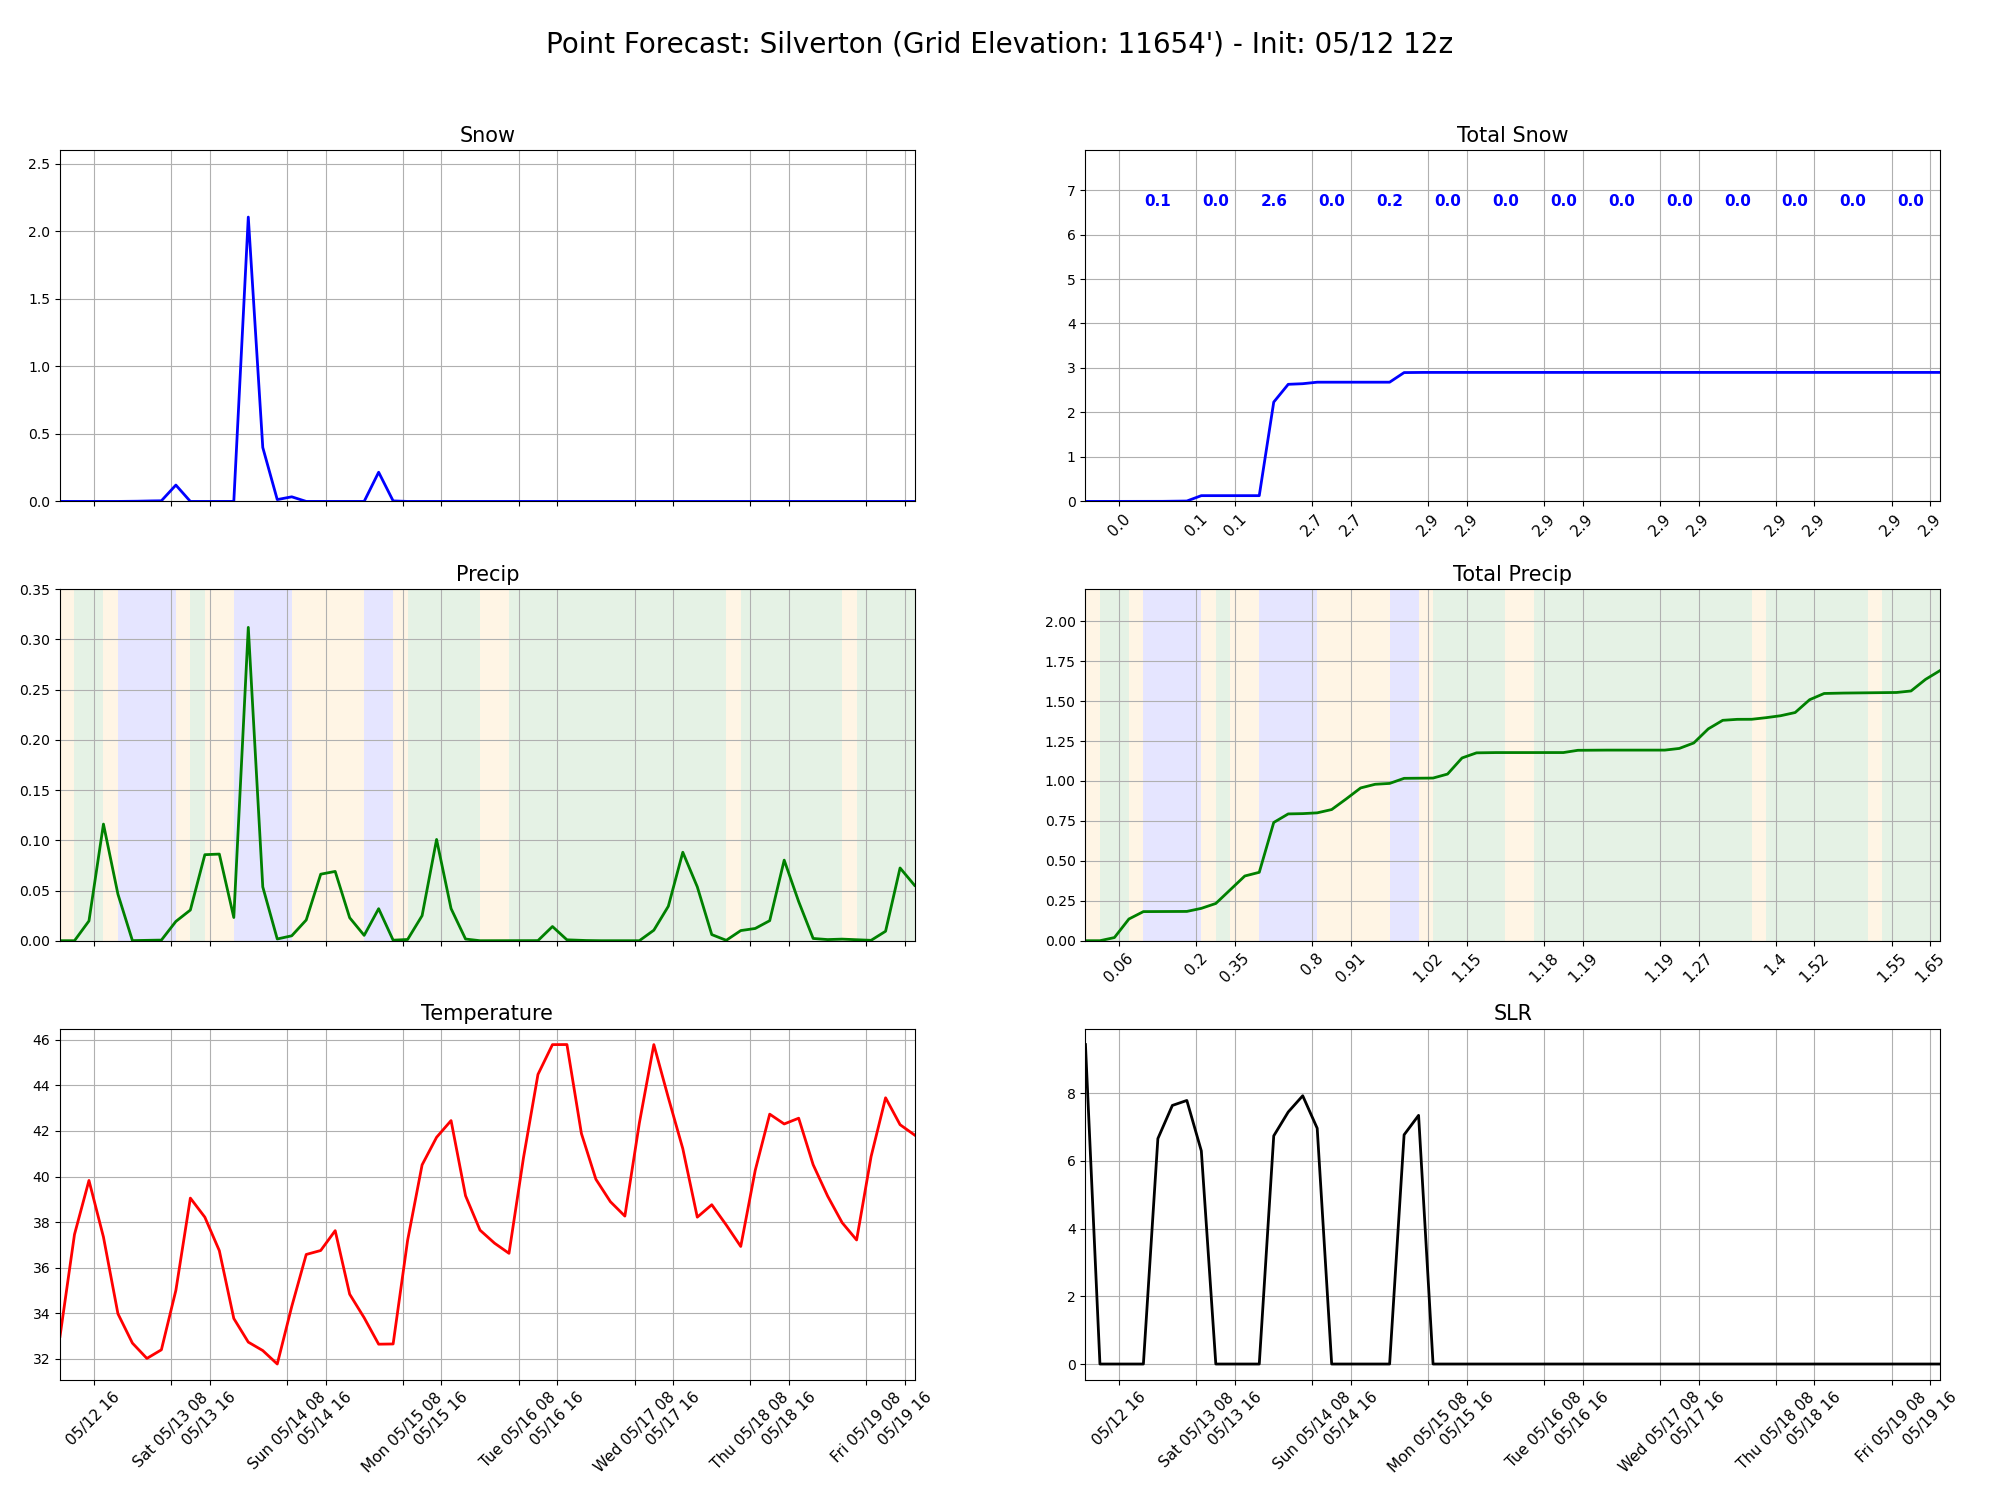 Point Forecast: Silverton (Grid Elevation: 11654') - Init: 05/12 12z
Snow
2.5
2.0
1.5
1.0
0.5
0.0
Total Snow
7
6
5
4
3
2
1
0
0.1 0.0 2.6 0.0 0.2 0.0 0.0 0.0 0.0 0.0 0.0 0.0 0.0 0.0
0.0 0.1 0.1 2.7 2.7 2.9 2.9 2.9 2.9 2.9 2.9 2.9 2.9 2.9 2.9
Precip
0.35
0.30
0.25
0.20
0.15
0.10
0.05
0.00
Total Precip
2.00
1.75
1.50
1.25
1.00
0.75
0.50
0.25
0.00
0.06 0.2 0.35 0.8 0.91 1.02 1.15 1.18 1.19 1.19 1.27 1.4 1.52 1.55 1.65
Temperature
46
44
42
40
38
36
34
32
05/12 16
Sat 05/13 08
05/13 16
Sun 05/14 08
05/14 16
Mon 05/15 08
05/15 16
Tue 05/16 08
05/16 16
Wed 05/17 08
05/17 16
Thu 05/18 08
05/18 16
Fri 05/19 08
05/19 16
SLR
8
6
4
2
0
05/12 16
Sat 05/13 08
05/13 16
Sun 05/14 08
05/14 16
Mon 05/15 08
05/15 16
Tue 05/16 08
05/16 16
Wed 05/17 08
05/17 16
Thu 05/18 08
05/18 16
Fri 05/19 08
05/19 16